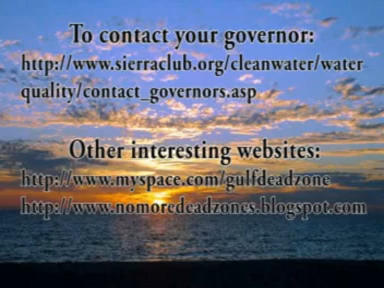 To contact your governor:
http://www.sierraclub.org/cleanwater/water
quality/contact_governors.asp
Other interesting websites:
http://www.myspace.com/gulfdeadzone
http://www.nomoredeadzones.blogspot.com